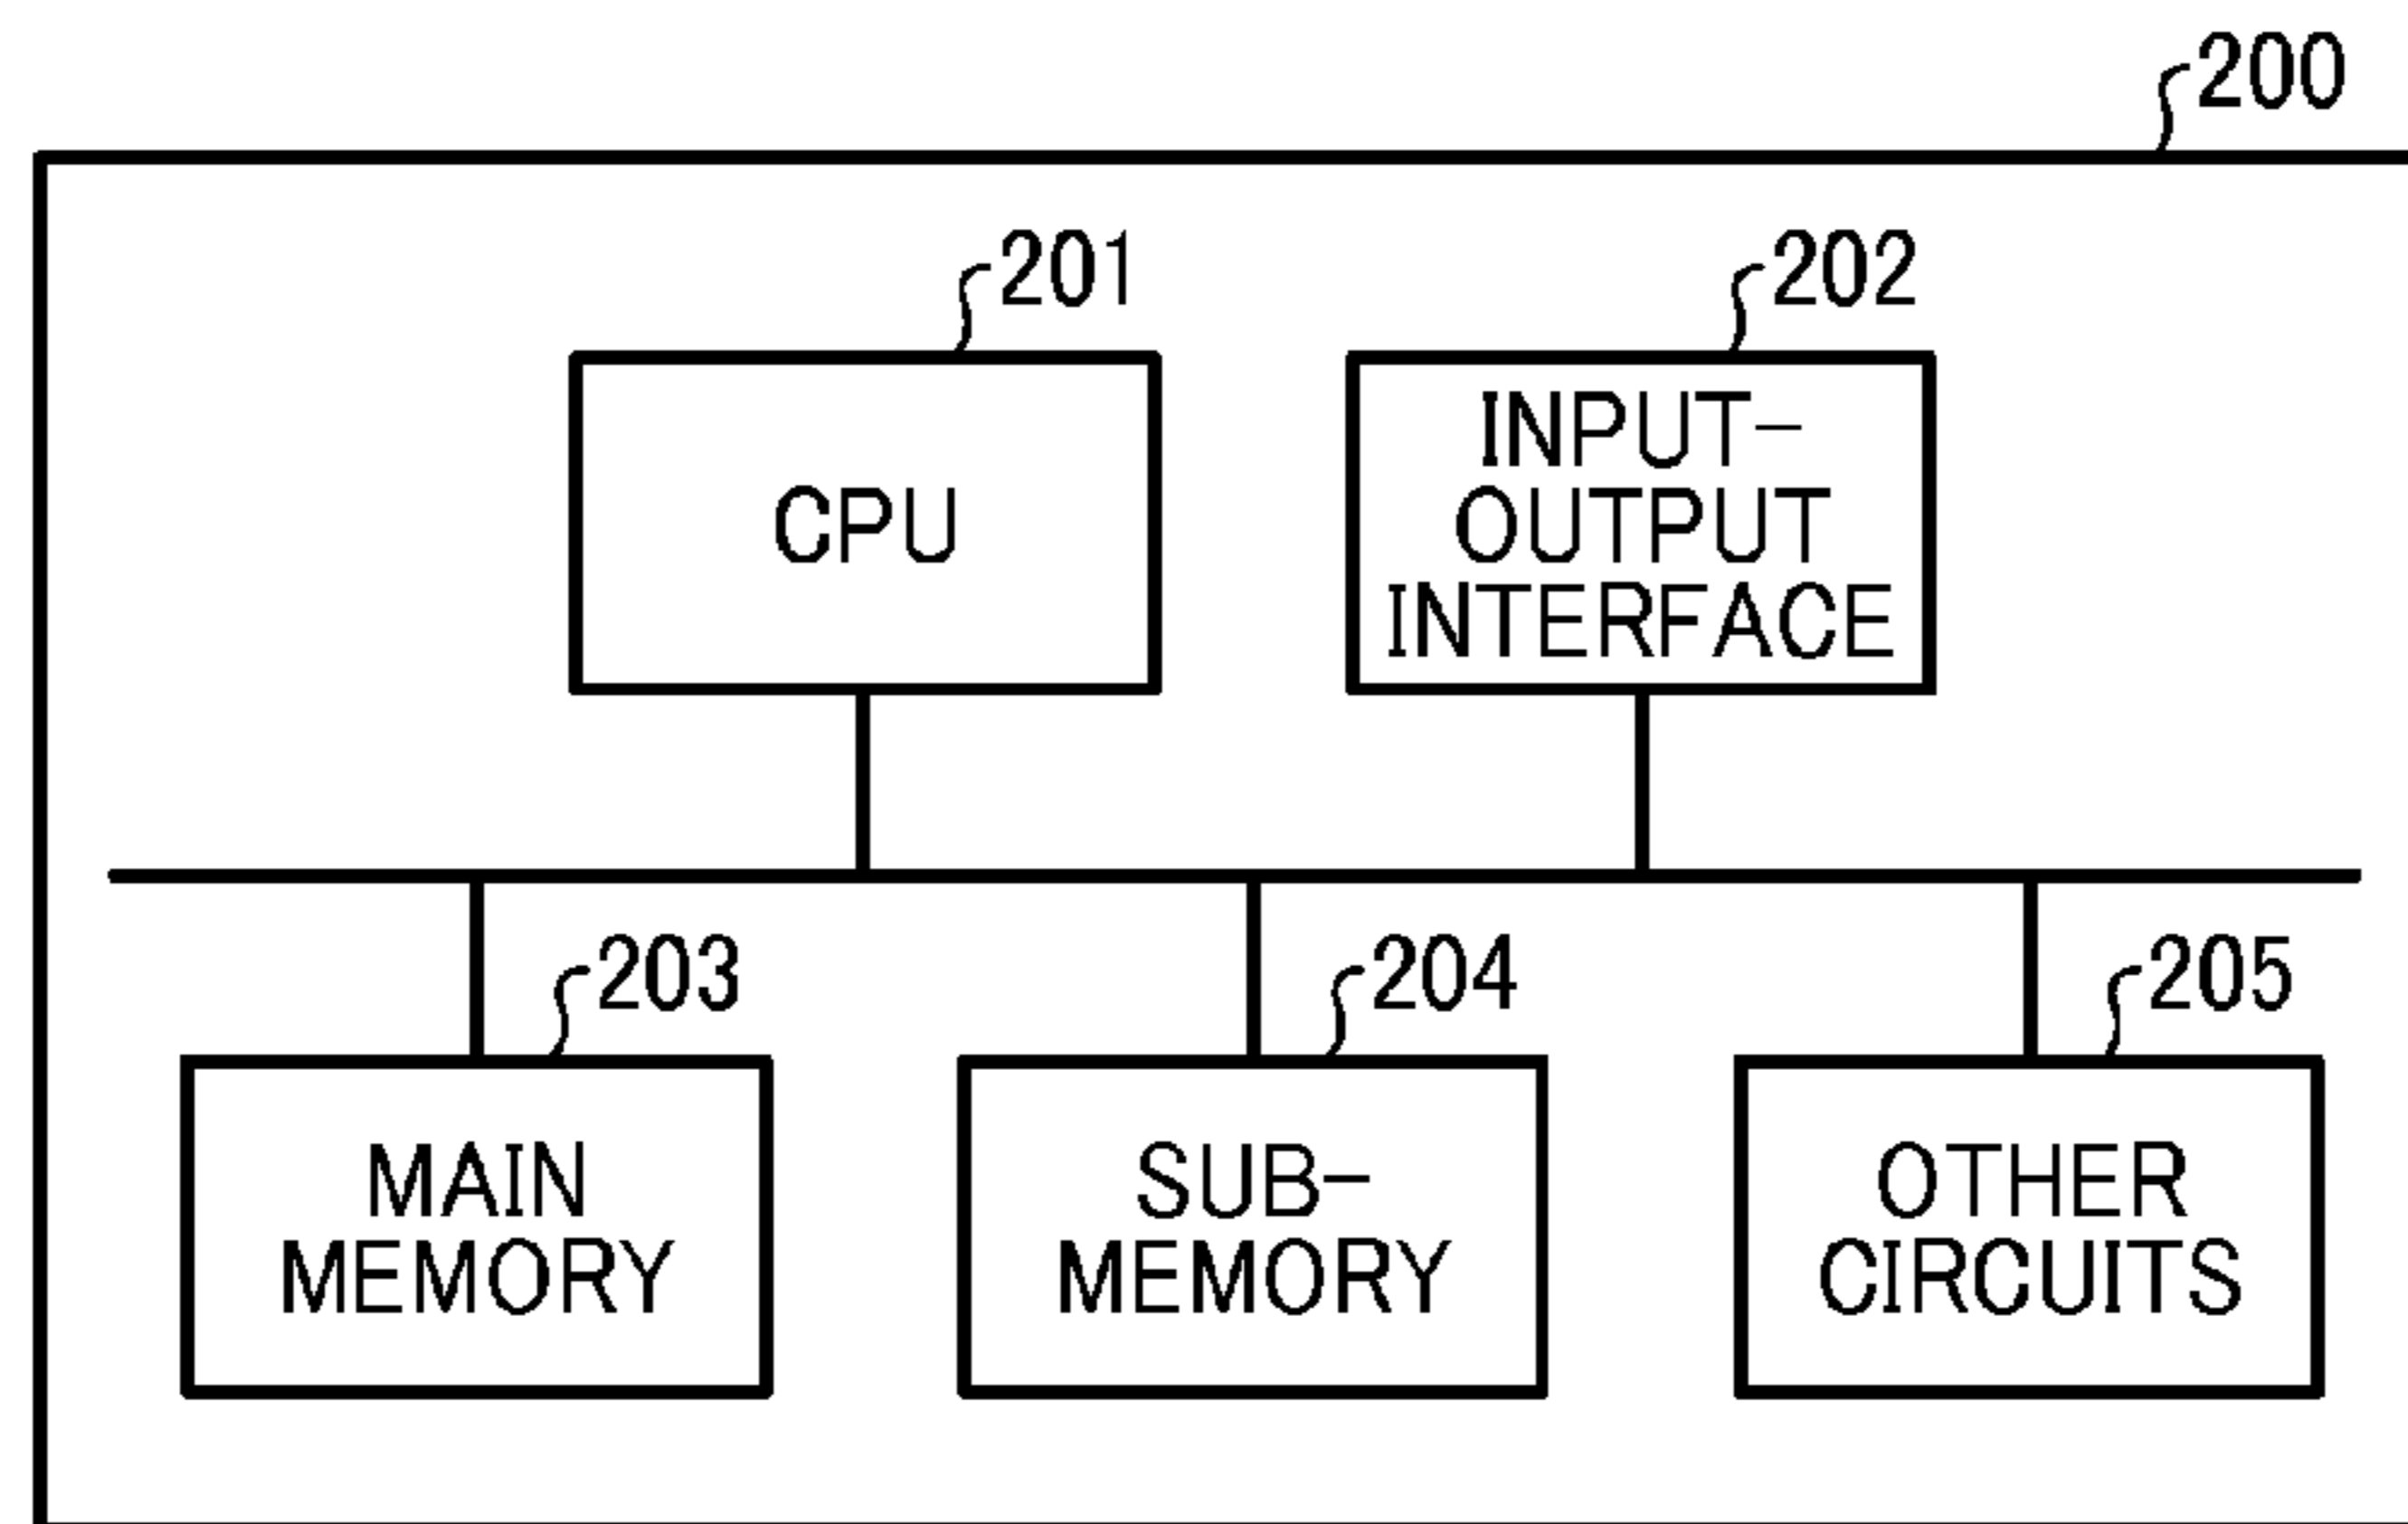 200
201
202
CPU
INPUT-
OUTPUT
INTERFACE
203
204
205
MAIN
MEMORY
SUB-
MEMORY
OTHER
CIRCUITS